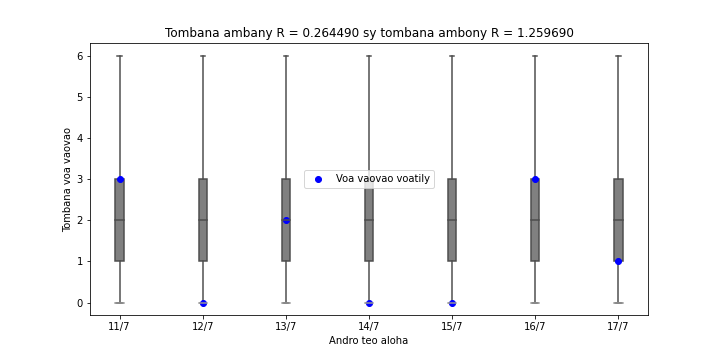 Tombana ambany R = 0.264490 sy tombana ambony R = 1.259690
Tombana voa vaovao
6
5
4
3
2
1
0
Voa vaovao voatily
11/7 12/7 13/7 14/7 15/7 16/7 17/7
Andro teo aloha